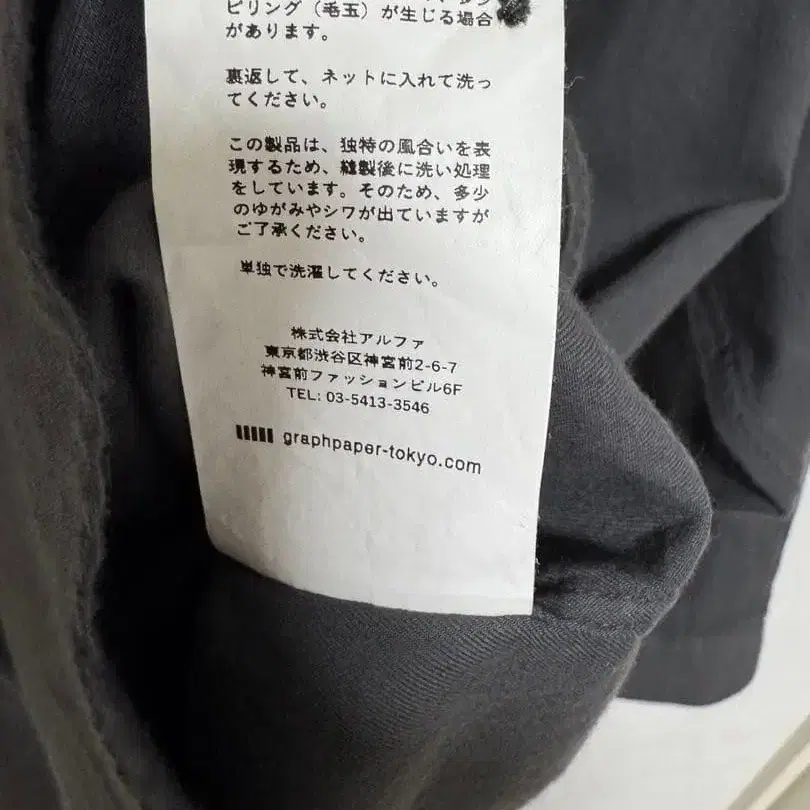 ピリング（毛玉）が生じる場合
があります。
裏返して、ネットに入れて洗っ
てください。
この製品は、独特の風合いを表
現するため、縫製後に洗い処理
をしています。そのため、多少
のゆがみやシワが出ていますが
ご了承ください。
単独で洗濯してください。
株式会社アルファ
東京都渋谷区神宮前2-6-7
神宮前ファッションビル6F
TEL: 03-5413-3546
graphpaper-tokyo.com